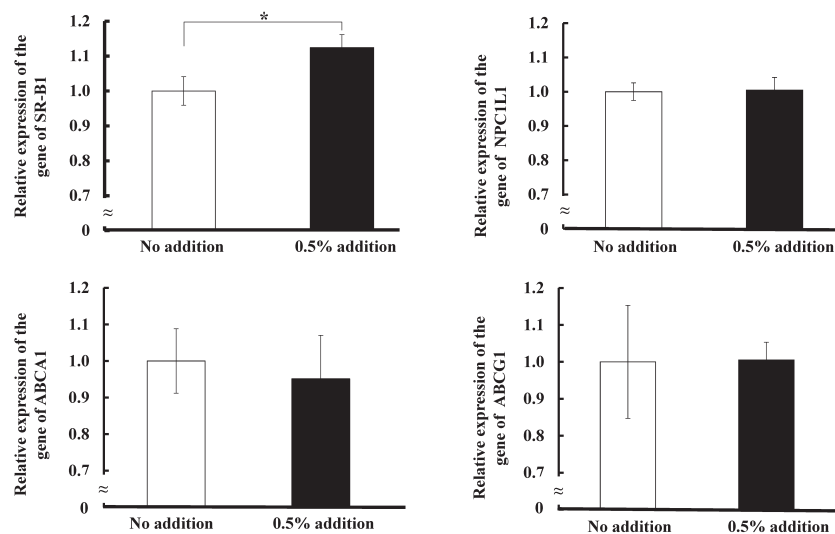 Relative expression of the
gene of SR-B1
1.2
1.1
1.0
0.9
0.8
0.7
≈
0
*
No addition
0.5% addition
Relative expression of the
gene of NPC1L1
1.2
1.1
1.0
0.9
0.8
0.7
≈
0
No addition
0.5% addition
Relative expression of the
gene of ABCA1
1.2
1.1
1.0
0.9
0.8
0.7
≈
0
No addition
0.5% addition
Relative expression of the
gene of ABCG1
1.2
1.1
1.0
0.9
0.8
0.7
≈
0
No addition
0.5% addition